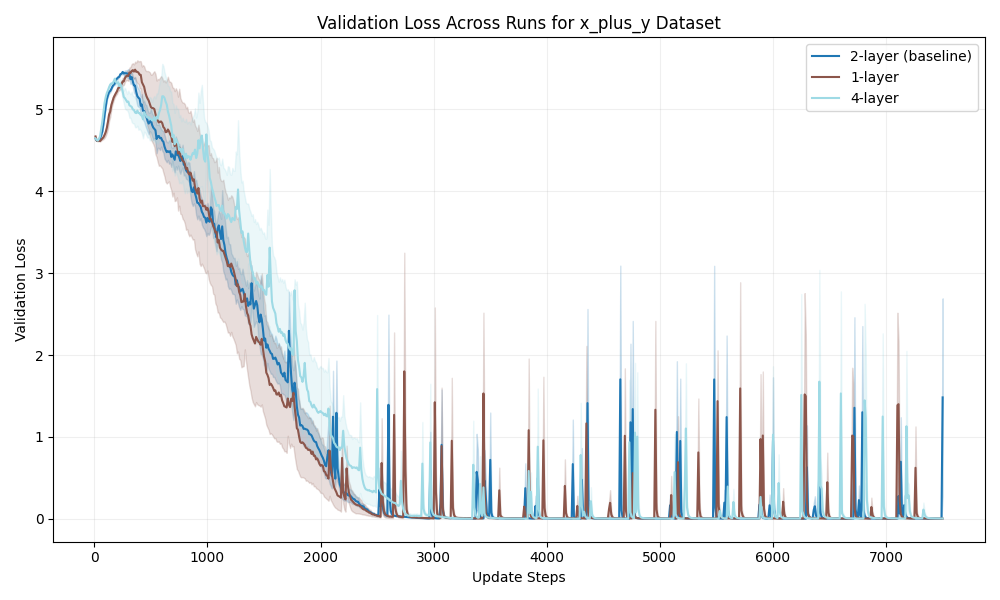 Validation Loss Across Runs for x_plus_y Dataset
2-layer (baseline)
1-layer
4-layer
Validation Loss
5
4
3
2
1
0
0 1000 2000 3000 4000 5000 6000 7000
Update Steps